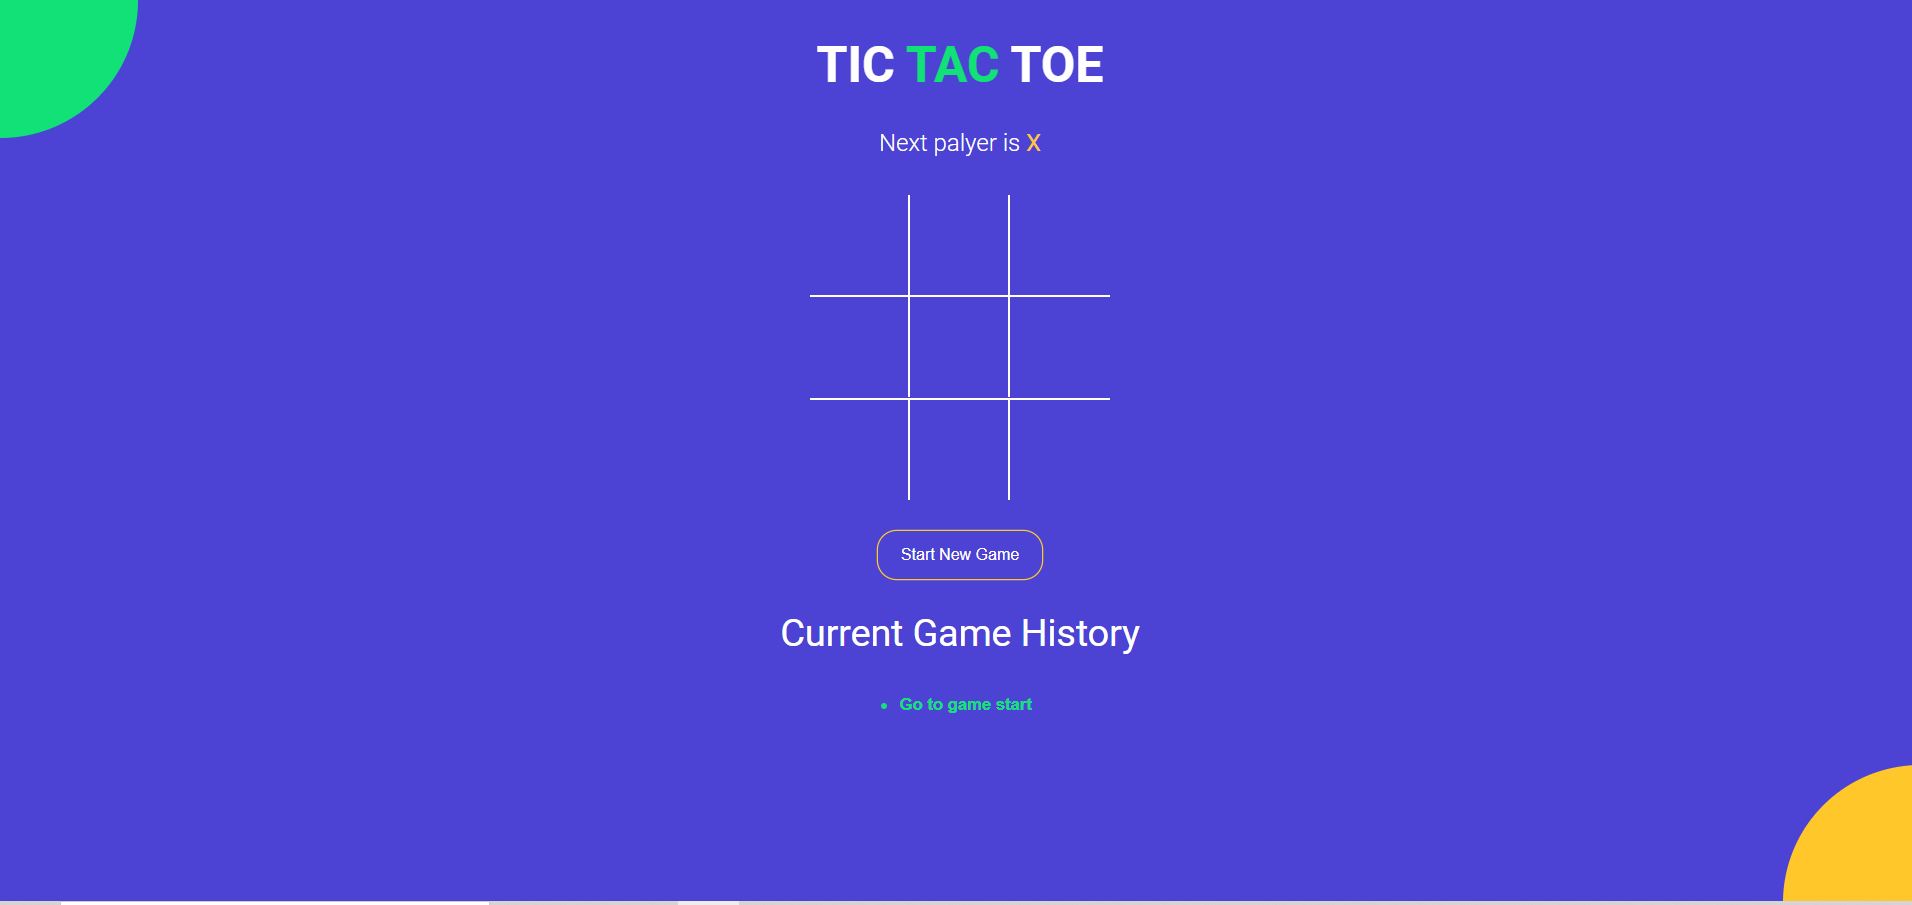 TIC TAC TOE
Next palyer is X
Start New Game
Current Game History
Go to game start